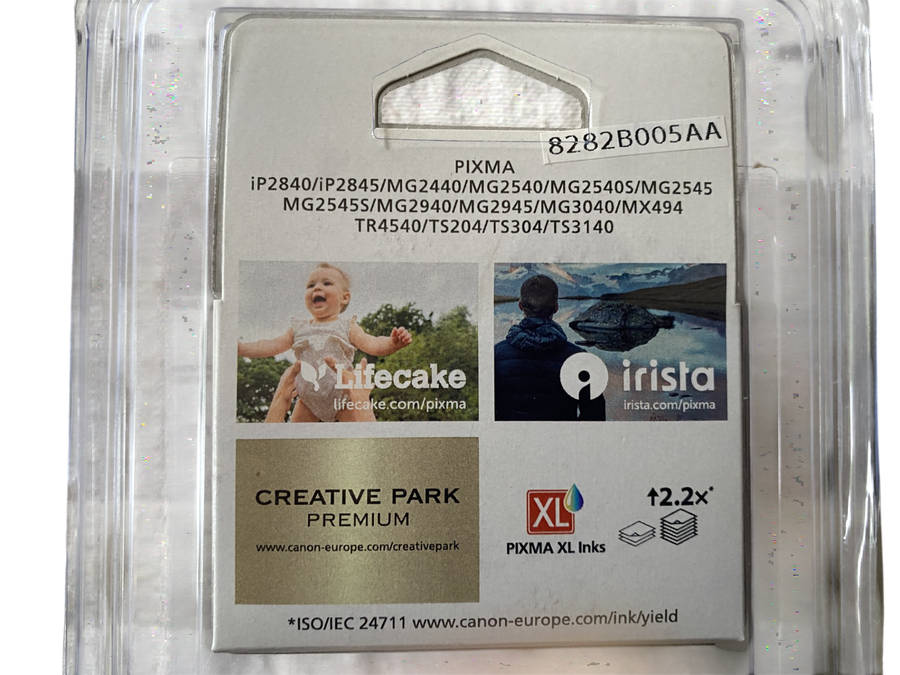 8282B005AA
PIXMA
iP2840/iP2845/MG2440/MG2540/MG2540S/MG2545
MG2545S/MG2940/MG2945/MG3040/MX494
TR4540/TS204/TS304/TS3140
Lifecake
lifecake.com/pixma
irista
irista.com/pixma
CREATIVE PARK
PREMIUM
www.canon-europe.com/creativepark
XL
PIXMA XL Inks
↑2.2x*
*ISO/IEC 24711 www.canon-europe.com/ink/yield